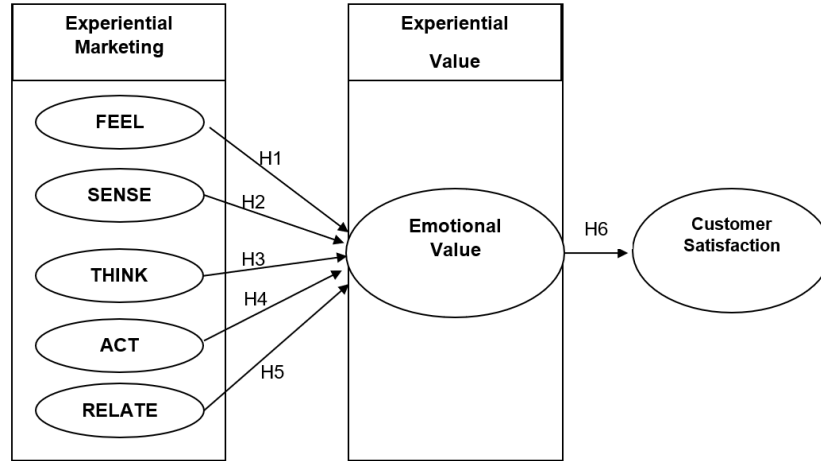 Experiential
Marketing
Experiential
Value
FEEL
H1
SENSE
H2
THINK
H3
H4
ACT
H5
RELATE
Emotional
Value
H6
Customer
Satisfaction